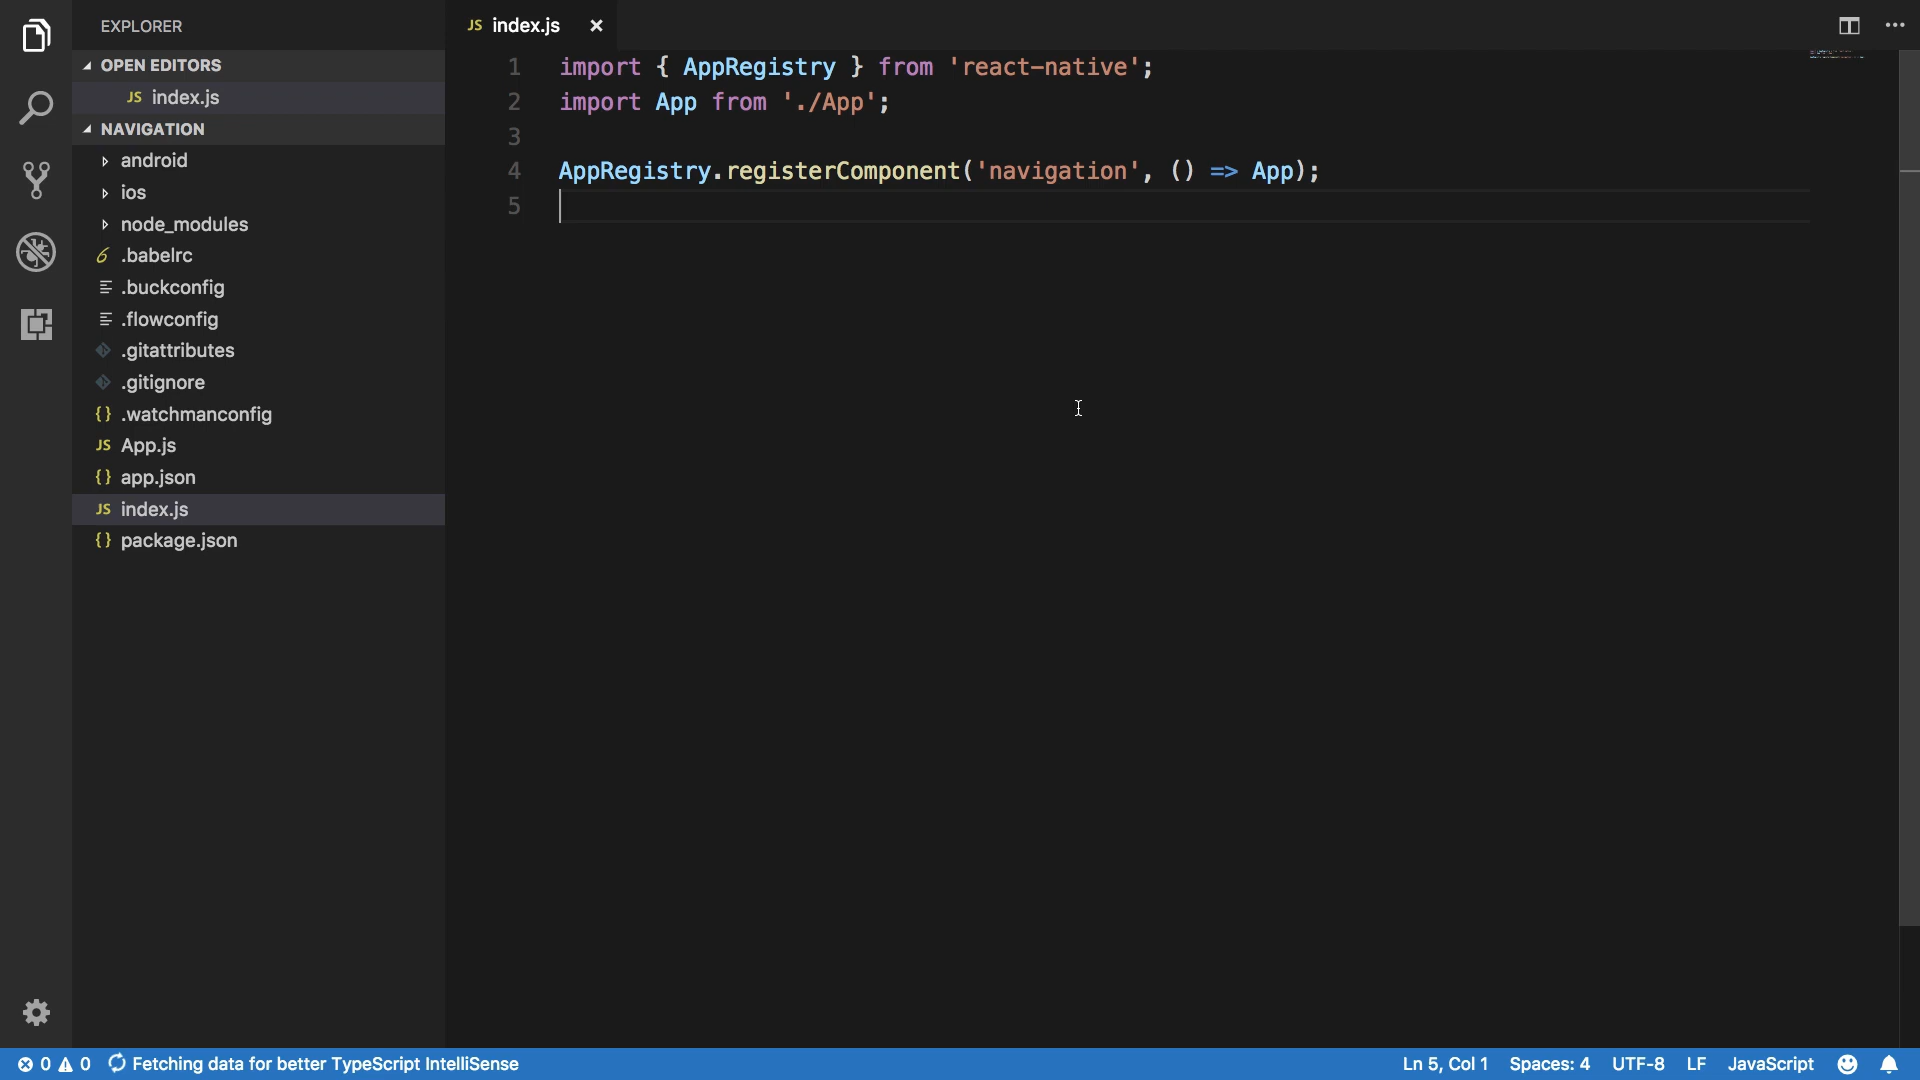 EXPLORER
OPEN EDITORS
JS index.js
NAVIGATION
android
ios
node_modules
.babelrc
.buckconfig
.flowconfig
.gitattributes
.gitignore
{} .watchmanconfig
JS App.js
{} app.json
JS index.js
{} package.json
JS index.js
1 import { AppRegistry } from 'react-native';
2 import App from './App';
3
4 AppRegistry.registerComponent('navigation', () => App);
5
0 0 Fetching data for better TypeScript IntelliSense
Ln 5, Col 1 Spaces: 4 UTF-8 LF JavaScript